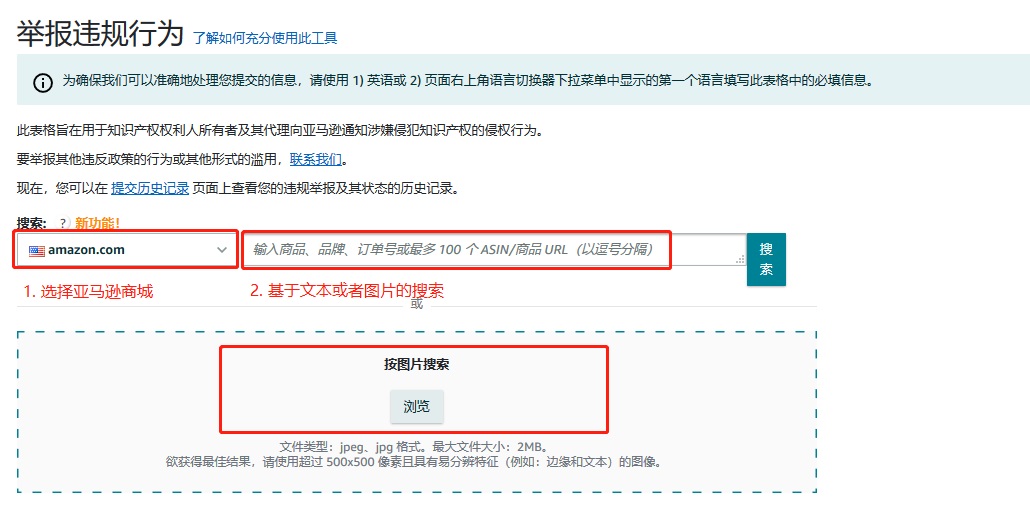 举报违规行为 了解如何充分使用此工具
为确保我们可以准确地处理您提交的信息，请使用 1) 英语或 2) 页面右上角语言切换器下拉菜单中显示的第一个语言填写此表格中的必填信息。
此表格旨在用于知识产权权利人所有者及其代理向亚马逊通知涉嫌侵犯知识产权的侵权行为。
要举报其他违反政策的行为或其他形式的滥用，联系我们。
现在，您可以在 提交历史记录 页面上查看您的违规举报及其状态的历史记录。
搜索: ? 新功能！
amazon.com 输入商品、品牌、订单号或最多 100 个 ASIN/商品 URL（以逗号分隔） 搜
索
1. 选择亚马逊商城 2. 基于文本或者图片的搜索
或
按图片搜索
浏览
文件类型：jpeg、jpg 格式。最大文件大小：2MB。
欲获得最佳结果，请使用超过 500x500 像素且具有易分辨特征（例如：边缘和文本）的图像。